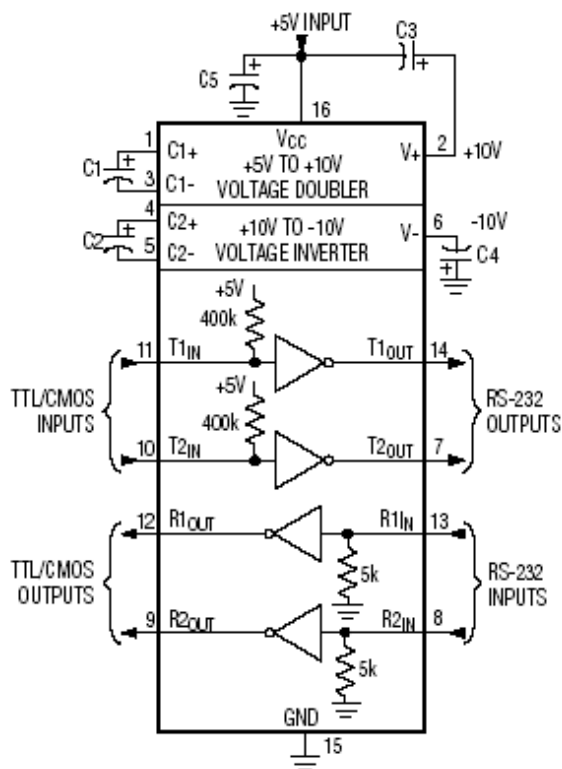 +5V INPUT
C3
C5
16
1
C1+
VCC
V+
2
+10V
C1
+5V TO +10V
3
C1-
VOLTAGE DOUBLER
4
C2+
+10V TO -10V
V-
6
-10V
C2
VOLTAGE INVERTER
5
C2-
C4
+5V
400k
11
T1IN
T1OUT
14
TTL/CMOS
INPUTS
+5V
400k
RS-232
OUTPUTS
10
T2IN
T2OUT
7
12
R1OUT
R1IN
13
TTL/CMOS
OUTPUTS
5k
RS-232
INPUTS
9
R2OUT
R2IN
8
5k
GND
15